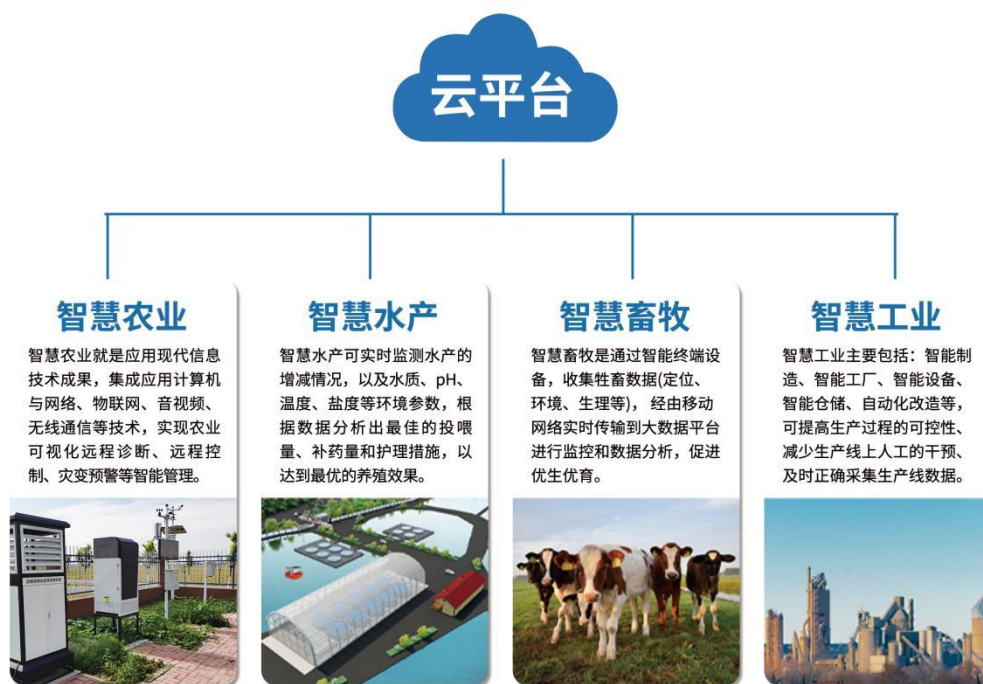 云平台
智慧农业
智慧农业就是应用现代信息
技术成果，集成应用计算机
与网络、物联网、音视频、
无线通信等技术，实现农业
可视化远程诊断、远程控
制、灾变预警等智能管理。
智慧水产
智慧水产可实时监测水产的
增减情况，以及水质、pH、
温度、盐度等环境参数，根
据数据分析出最佳的投喂
量、补药量和护理措施，以
达到最优的养殖效果。
智慧畜牧
智慧畜牧是通过智能终端设
备，收集牲畜数据(定位、
环境、生理等)， 经由移动
网络实时传输到大数据平台
进行监控和数据分析，促进
优生优育。
智慧工业
智慧工业主要包括：智能制
造、智能工厂、智能设备、
智能仓储、自动化改造等，
可提高生产过程的可控性、
减少生产线上人工的干预、
及时正确采集生产线数据。